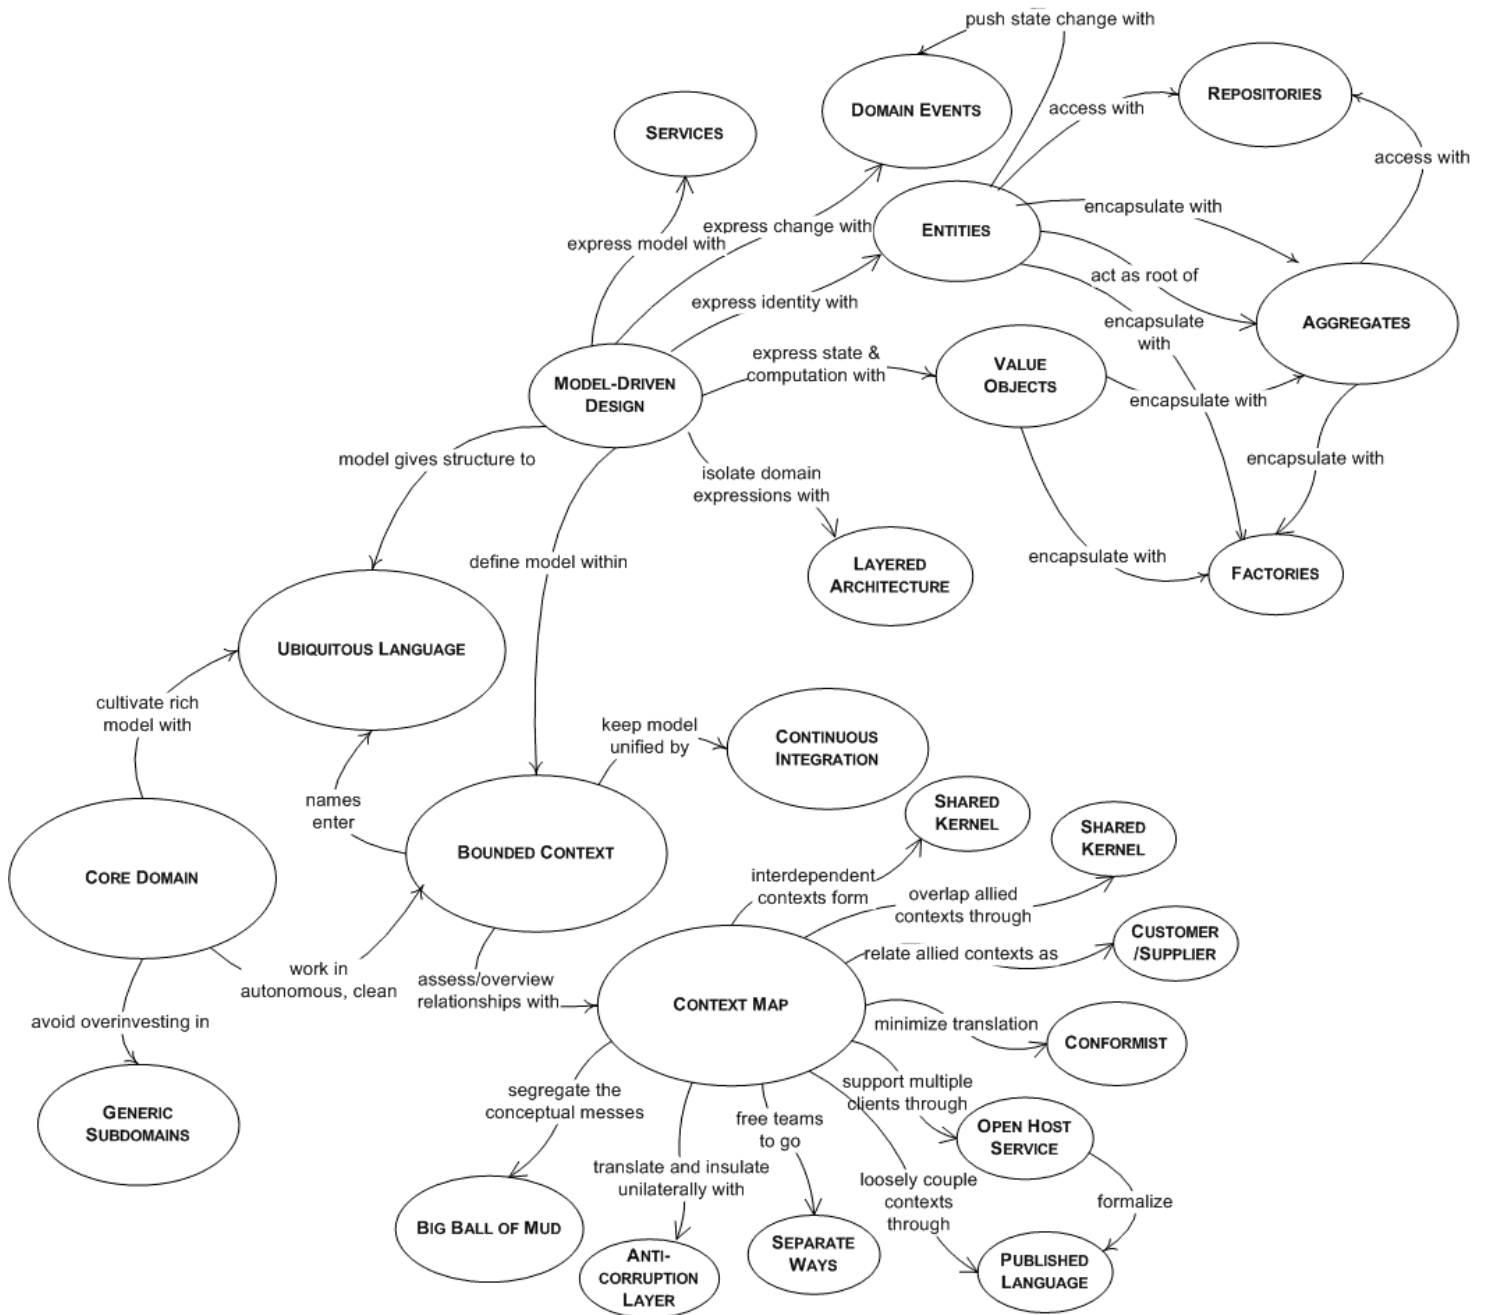 push state change with
DOMAIN EVENTS
REPOSITORIES
access with
SERVICES
access with
encapsulate with
express change with
ENTITIES
express model with
act as root of
express identity with
encapsulate
with
AGGREGATES
express state &
computation with
VALUE
OBJECTS
MODEL-DRIVEN
DESIGN
encapsulate with
model gives structure to
encapsulate with
isolate domain
expressions with
define model within
encapsulate with
LAYERED
ARCHITECTURE
FACTORIES
UBIQUITOUS LANGUAGE
cultivate rich
model with
keep model
unified by
CONTINUOUS
INTEGRATION
names
enter
SHARED
KERNEL
SHARED
KERNEL
BOUNDED CONTEXT
CORE DOMAIN
interdependent
contexts form
overlap allied
contexts through
CUSTOMER
/SUPPLIER
relate allied contexts as
work in
autonomous, clean
assess/overview
relationships with
CONTEXT MAP
avoid overinvesting in
minimize translation
CONFORMIST
segregate the
conceptual messes
support multiple
clients through
GENERIC
SUBDOMAINS
free teams
to go
OPEN HOST
SERVICE
translate and insulate
unilaterally with
loosely couple
contexts
through
formalize
BIG BALL OF MUD
SEPARATE
WAYS
ANTI-
CORRUPTION
LAYER
PUBLISHED
LANGUAGE